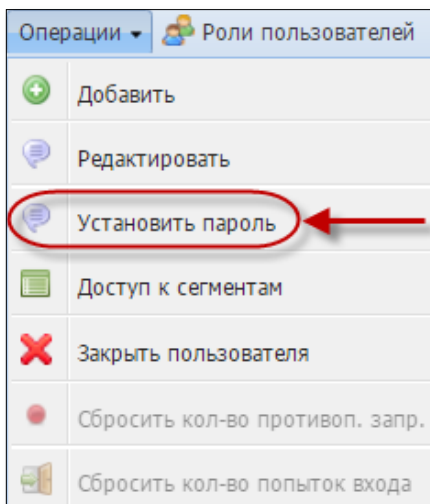 Операции Роли пользователей
Добавить
Редактировать
Установить пароль
Доступ к сегментам
Закрыть пользователя
Сбросить кол-во противоп. запр.
Сбросить кол-во попыток входа